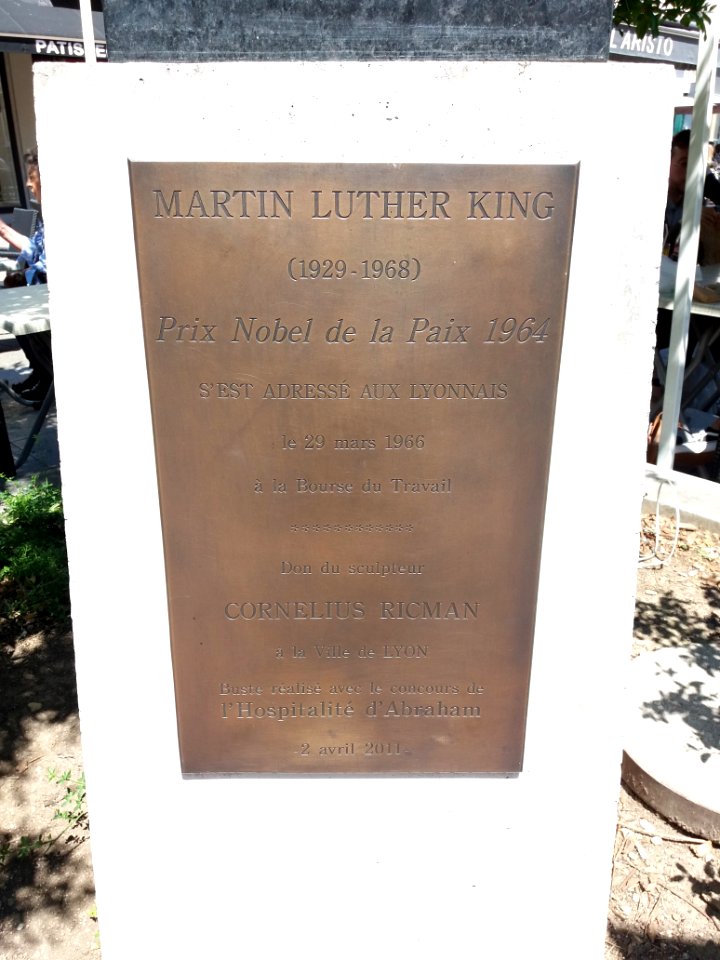 PATISSE
L'ARISTO
MARTIN LUTHER KING
(1929-1968)
Prix Nobel de la Paix 1964
S'EST ADRESSÉ AUX LYONNAIS
le 29 mars 1966
à la Bourse du Travail
************
Don du sculpteur
CORNELIUS RICMAN
à la Ville de LYON
Buste réalisé avec le concours de
l'Hospitalité d'Abraham
2 avril 2011